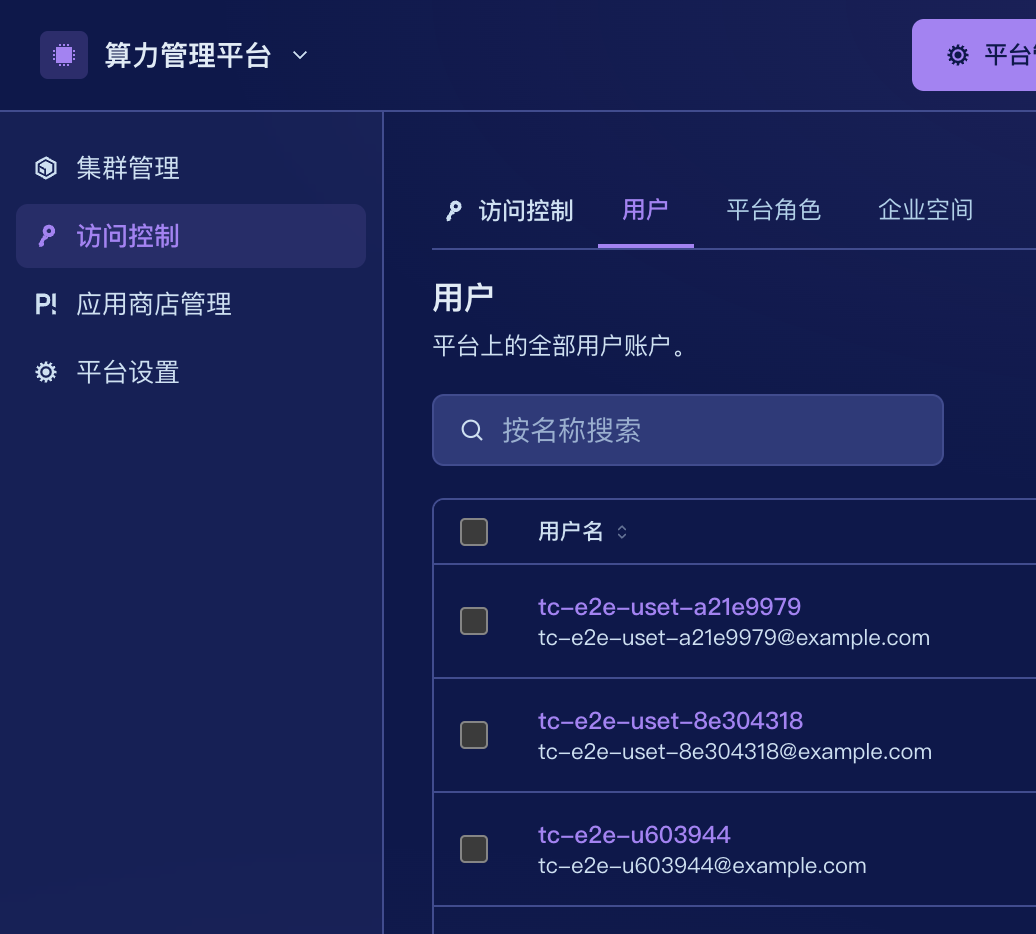 算力管理平台
平台
集群管理
访问控制
P! 应用商店管理
平台设置
访问控制 用户 平台角色 企业空间
用户
平台上的全部用户账户。
按名称搜索
用户名
tc-e2e-uset-a21e9979
tc-e2e-uset-a21e9979@example.com
tc-e2e-uset-8e304318
tc-e2e-uset-8e304318@example.com
tc-e2e-u603944
tc-e2e-u603944@example.com